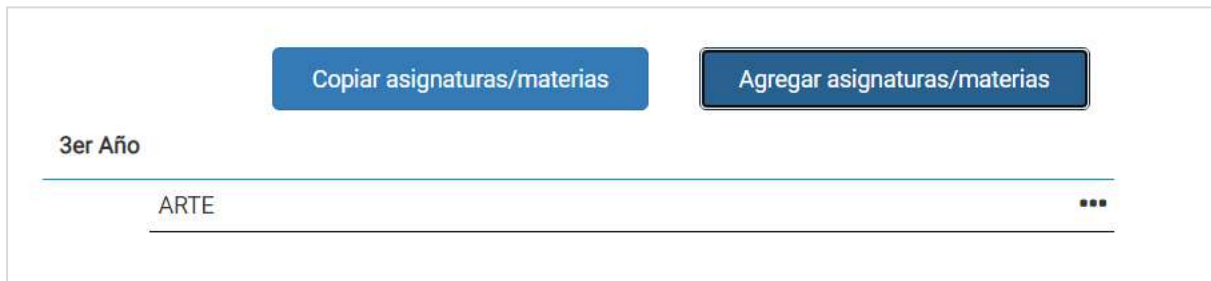 Copiar asignaturas/materias
Agregar asignaturas/materias
3er Año
ARTE